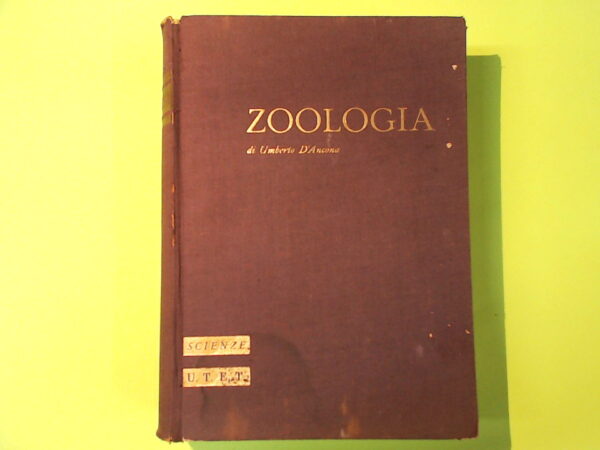 ZOOLOGIA
di Umberto D'Ancona
SCIENZE
U. T. E. T.